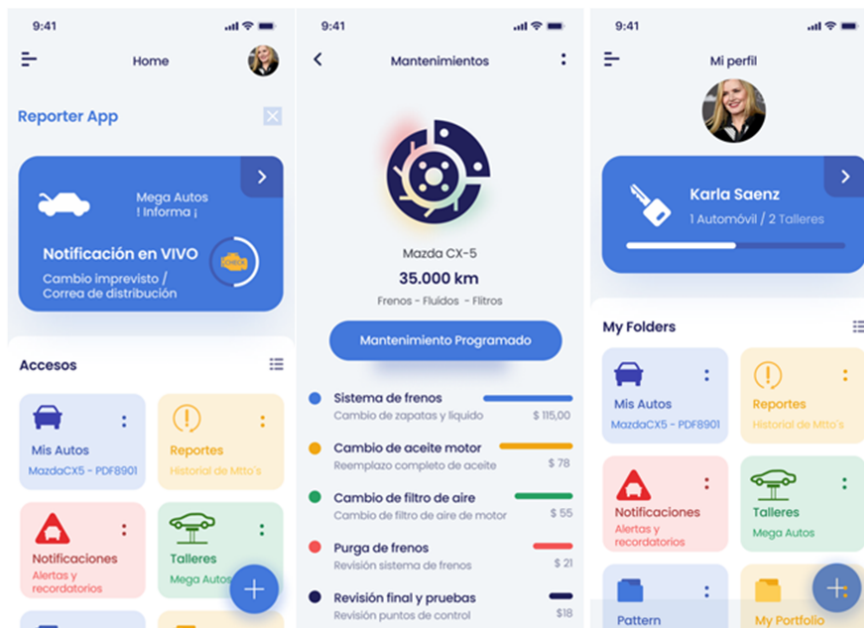 9:41
Home
Reporter App
Mega Autos
! Informa ¡
Notificación en VIVO
Cambio imprevisto /
Correa de distribución
CHECK
Accesos
Mis Autos
MazdaCX5 - PDF8901
Reportes
Historial de Mtto's
Notificaciones
Alertas y
recordatorios
Talleres
Mega Autos
9:41
Mantenimientos
Mazda CX-5
35.000 km
Frenos - Fluidos - Flitros
Mantenimiento Programado
Sistema de frenos
Cambio de zapatas y liquido $ 115,00
Cambio de aceite motor
Reemplazo completo de aceite $ 78
Cambio de filtro de aire
Cambio de filtro de aire de motor $ 55
Purga de frenos
Revisión sistema de frenos $ 21
Revisión final y pruebas
Revisión puntos de control $18
9:41
Mi perfil
Karla Saenz
1 Automóvil / 2 Talleres
My Folders
Mis Autos
MazdaCX5 - PDF8901
Reportes
Historial de Mtto's
Notificaciones
Alertas y
recordatorios
Talleres
Mega Autos
Pattern
My Portfolio